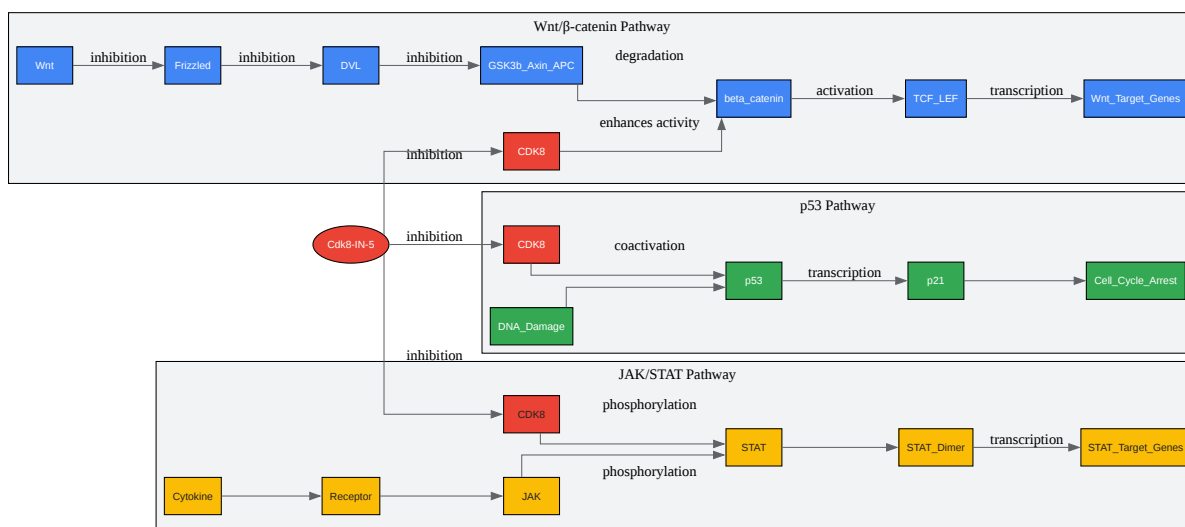 Wnt/β-catenin Pathway
Wnt
inhibition
Frizzled
inhibition
DVL
inhibition
GSK3b_Axin_APC
degradation
beta_catenin
activation
TCF_LEF
transcription
Wnt_Target_Genes
enhances activity
CDK8
inhibition
p53 Pathway
Cdk8-IN-5
inhibition
CDK8
coactivation
p53
transcription
p21
Cell_Cycle_Arrest
DNA_Damage
inhibition
JAK/STAT Pathway
CDK8
phosphorylation
STAT
STAT_Dimer
transcription
STAT_Target_Genes
phosphorylation
Cytokine
Receptor
JAK